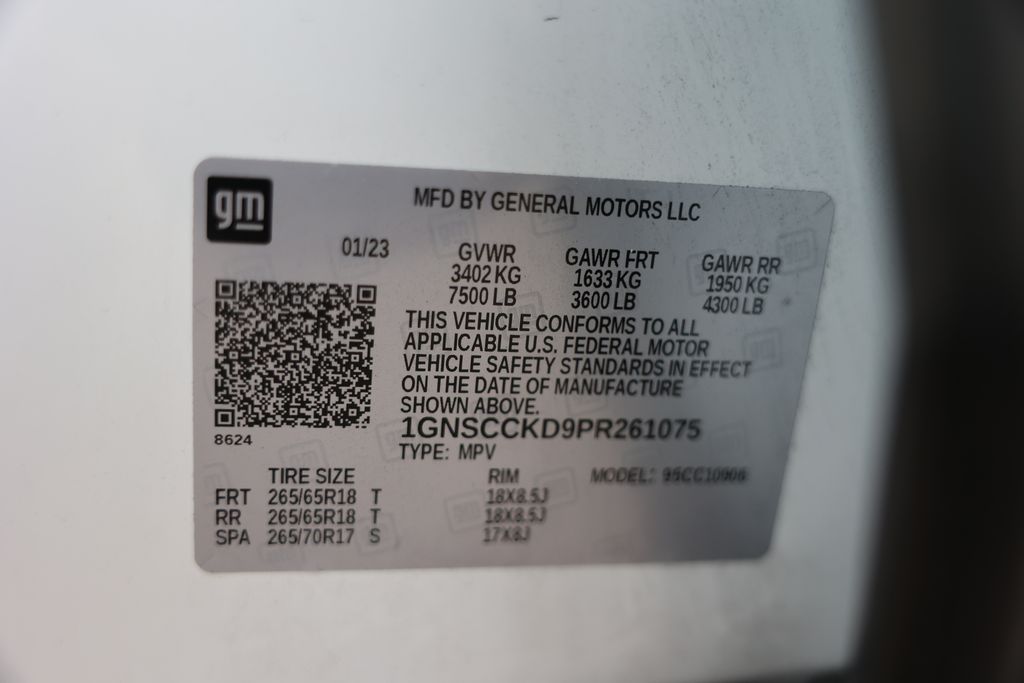 gm
MFD BY GENERAL MOTORS LLC
01/23 GVWR GAWR FRT GAWR RR
3402 KG 1633 KG 1950 KG
7500 LB 3600 LB 4300 LB
THIS VEHICLE CONFORMS TO ALL
APPLICABLE U.S. FEDERAL MOTOR
VEHICLE SAFETY STANDARDS IN EFFECT
ON THE DATE OF MANUFACTURE
SHOWN ABOVE.
1GNSCCKD9PR261075
8624
TYPE: MPV
TIRE SIZE RIM MODEL:
FRT 265/65R18 T 18X8.5J
RR 265/65R18 T 18X8.5J
SPA 265/70R17 S 17X8J